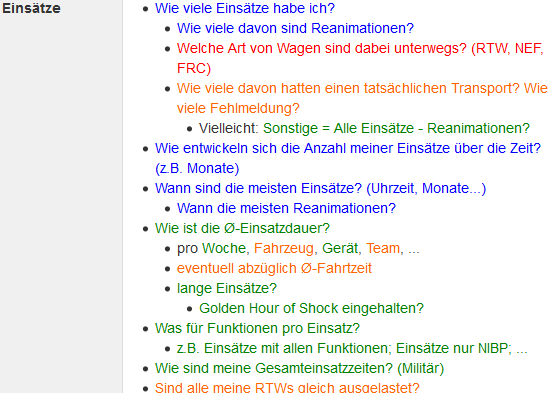 Einsätze
Wie viele Einsätze habe ich?
Wie viele davon sind Reanimationen?
Welche Art von Wagen sind dabei unterwegs? (RTW, NEF,
FRC)
Wie viele davon hatten einen tatsächlichen Transport? Wie
viele Fehlmeldung?
Vielleicht: Sonstige = Alle Einsätze - Reanimationen?
Wie entwickeln sich die Anzahl meiner Einsätze über die Zeit?
(z.B. Monate)
Wann sind die meisten Einsätze? (Uhrzeit, Monate...)
Wann die meisten Reanimationen?
Wie ist die Ø-Einsatzdauer?
pro Woche, Fahrzeug, Gerät, Team, ...
eventuell abzüglich Ø-Fahrtzeit
lange Einsätze?
Golden Hour of Shock eingehalten?
Was für Funktionen pro Einsatz?
z.B. Einsätze mit allen Funktionen; Einsätze nur NIBP; ...
Wie sind meine Gesamteinsatzzeiten? (Militär)
Sind alle meine RTWs gleich ausgelastet?